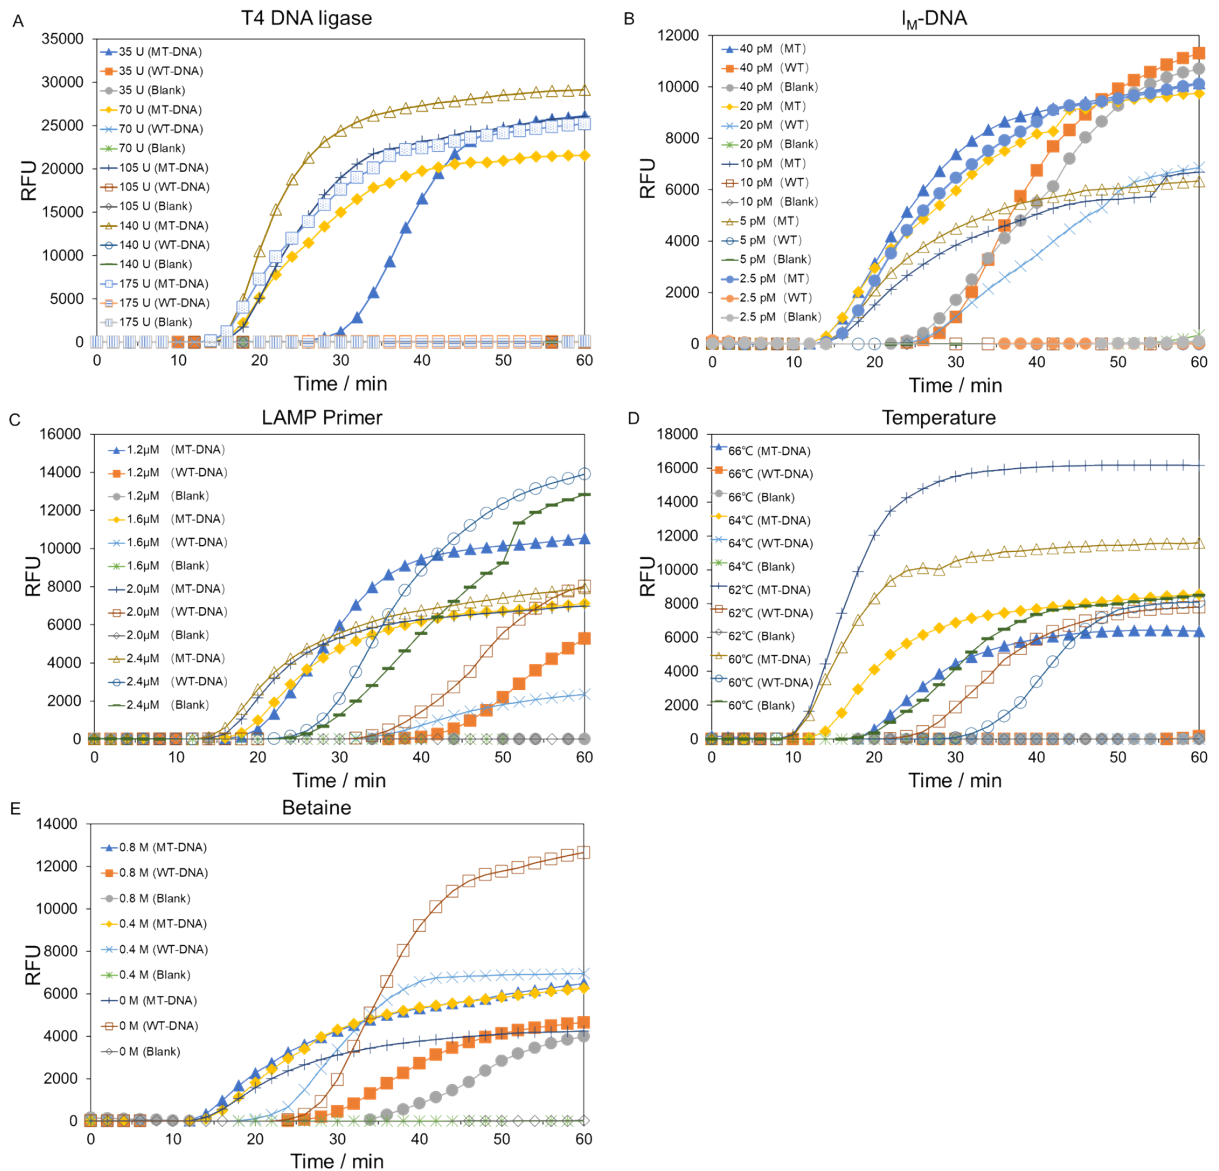 A
T4 DNA ligase
35000
30000
25000
20000
15000
10000
5000
0
RFU
35 U (MT-DNA)
35 U (WT-DNA)
35 U (Blank)
70 U (MT-DNA)
70 U (WT-DNA)
70 U (Blank)
105 U (MT-DNA)
105 U (WT-DNA)
105 U (Blank)
140 U (MT-DNA)
140 U (WT-DNA)
140 U (Blank)
175 U (MT-DNA)
175 U (WT-DNA)
175 U (Blank)
0 10 20 30 40 50 60
Time / min
B
I_M-DNA
12000
10000
8000
6000
4000
2000
0
RFU
40 pM (MT)
40 pM (WT)
40 pM (Blank)
20 pM (MT)
20 pM (WT)
20 pM (Blank)
10 pM (MT)
10 pM (WT)
10 pM (Blank)
5 pM (MT)
5 pM (WT)
5 pM (Blank)
2.5 pM (MT)
2.5 pM (WT)
2.5 pM (Blank)
0 10 20 30 40 50 60
Time / min
C
LAMP Primer
16000
14000
12000
10000
8000
6000
4000
2000
0
RFU
1.2μM (MT-DNA)
1.2μM (WT-DNA)
1.2μM (Blank)
1.6μM (MT-DNA)
1.6μM (WT-DNA)
1.6μM (Blank)
2.0μM (MT-DNA)
2.0μM (WT-DNA)
2.0μM (Blank)
2.4μM (MT-DNA)
2.4μM (WT-DNA)
2.4μM (Blank)
0 10 20 30 40 50 60
Time / min
D
Temperature
18000
16000
14000
12000
10000
8000
6000
4000
2000
0
RFU
66℃ (MT-DNA)
66℃ (WT-DNA)
66℃ (Blank)
64℃ (MT-DNA)
64℃ (WT-DNA)
64℃ (Blank)
62℃ (MT-DNA)
62℃ (WT-DNA)
62℃ (Blank)
60℃ (MT-DNA)
60℃ (WT-DNA)
60℃ (Blank)
0 10 20 30 40 50 60
Time / min
E
Betaine
14000
12000
10000
8000
6000
4000
2000
0
RFU
0.8 M (MT-DNA)
0.8 M (WT-DNA)
0.8 M (Blank)
0.4 M (MT-DNA)
0.4 M (WT-DNA)
0.4 M (Blank)
0 M (MT-DNA)
0 M (WT-DNA)
0 M (Blank)
0 10 20 30 40 50 60
Time / min